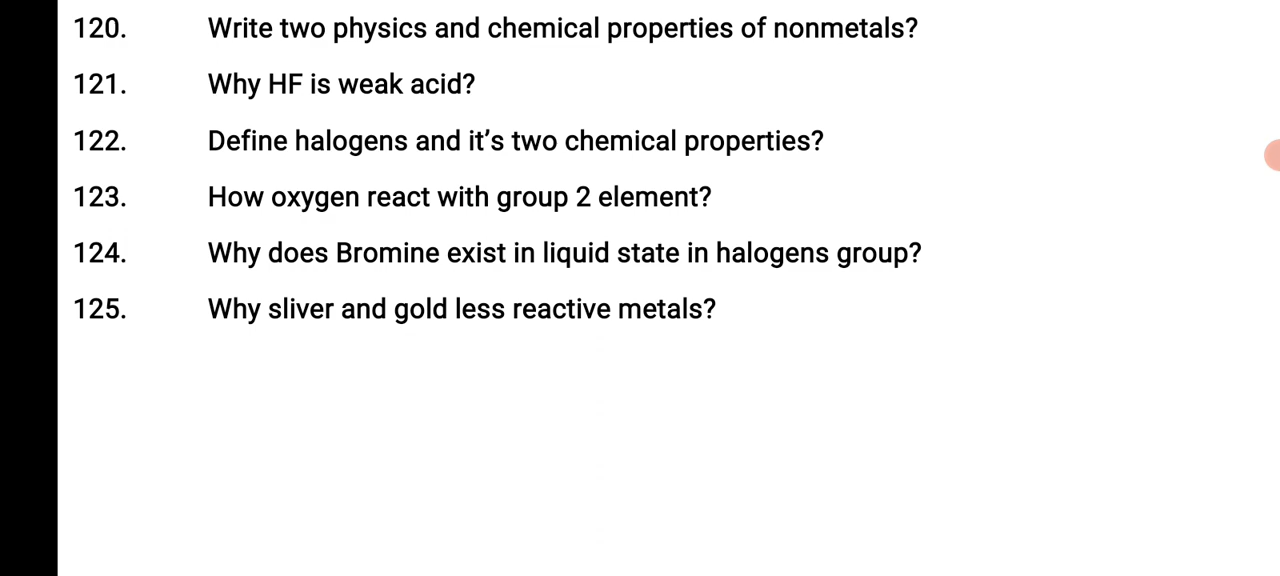 120. Write two physics and chemical properties of nonmetals?
121. Why HF is weak acid?
122. Define halogens and it’s two chemical properties?
123. How oxygen react with group 2 element?
124. Why does Bromine exist in liquid state in halogens group?
125. Why sliver and gold less reactive metals?